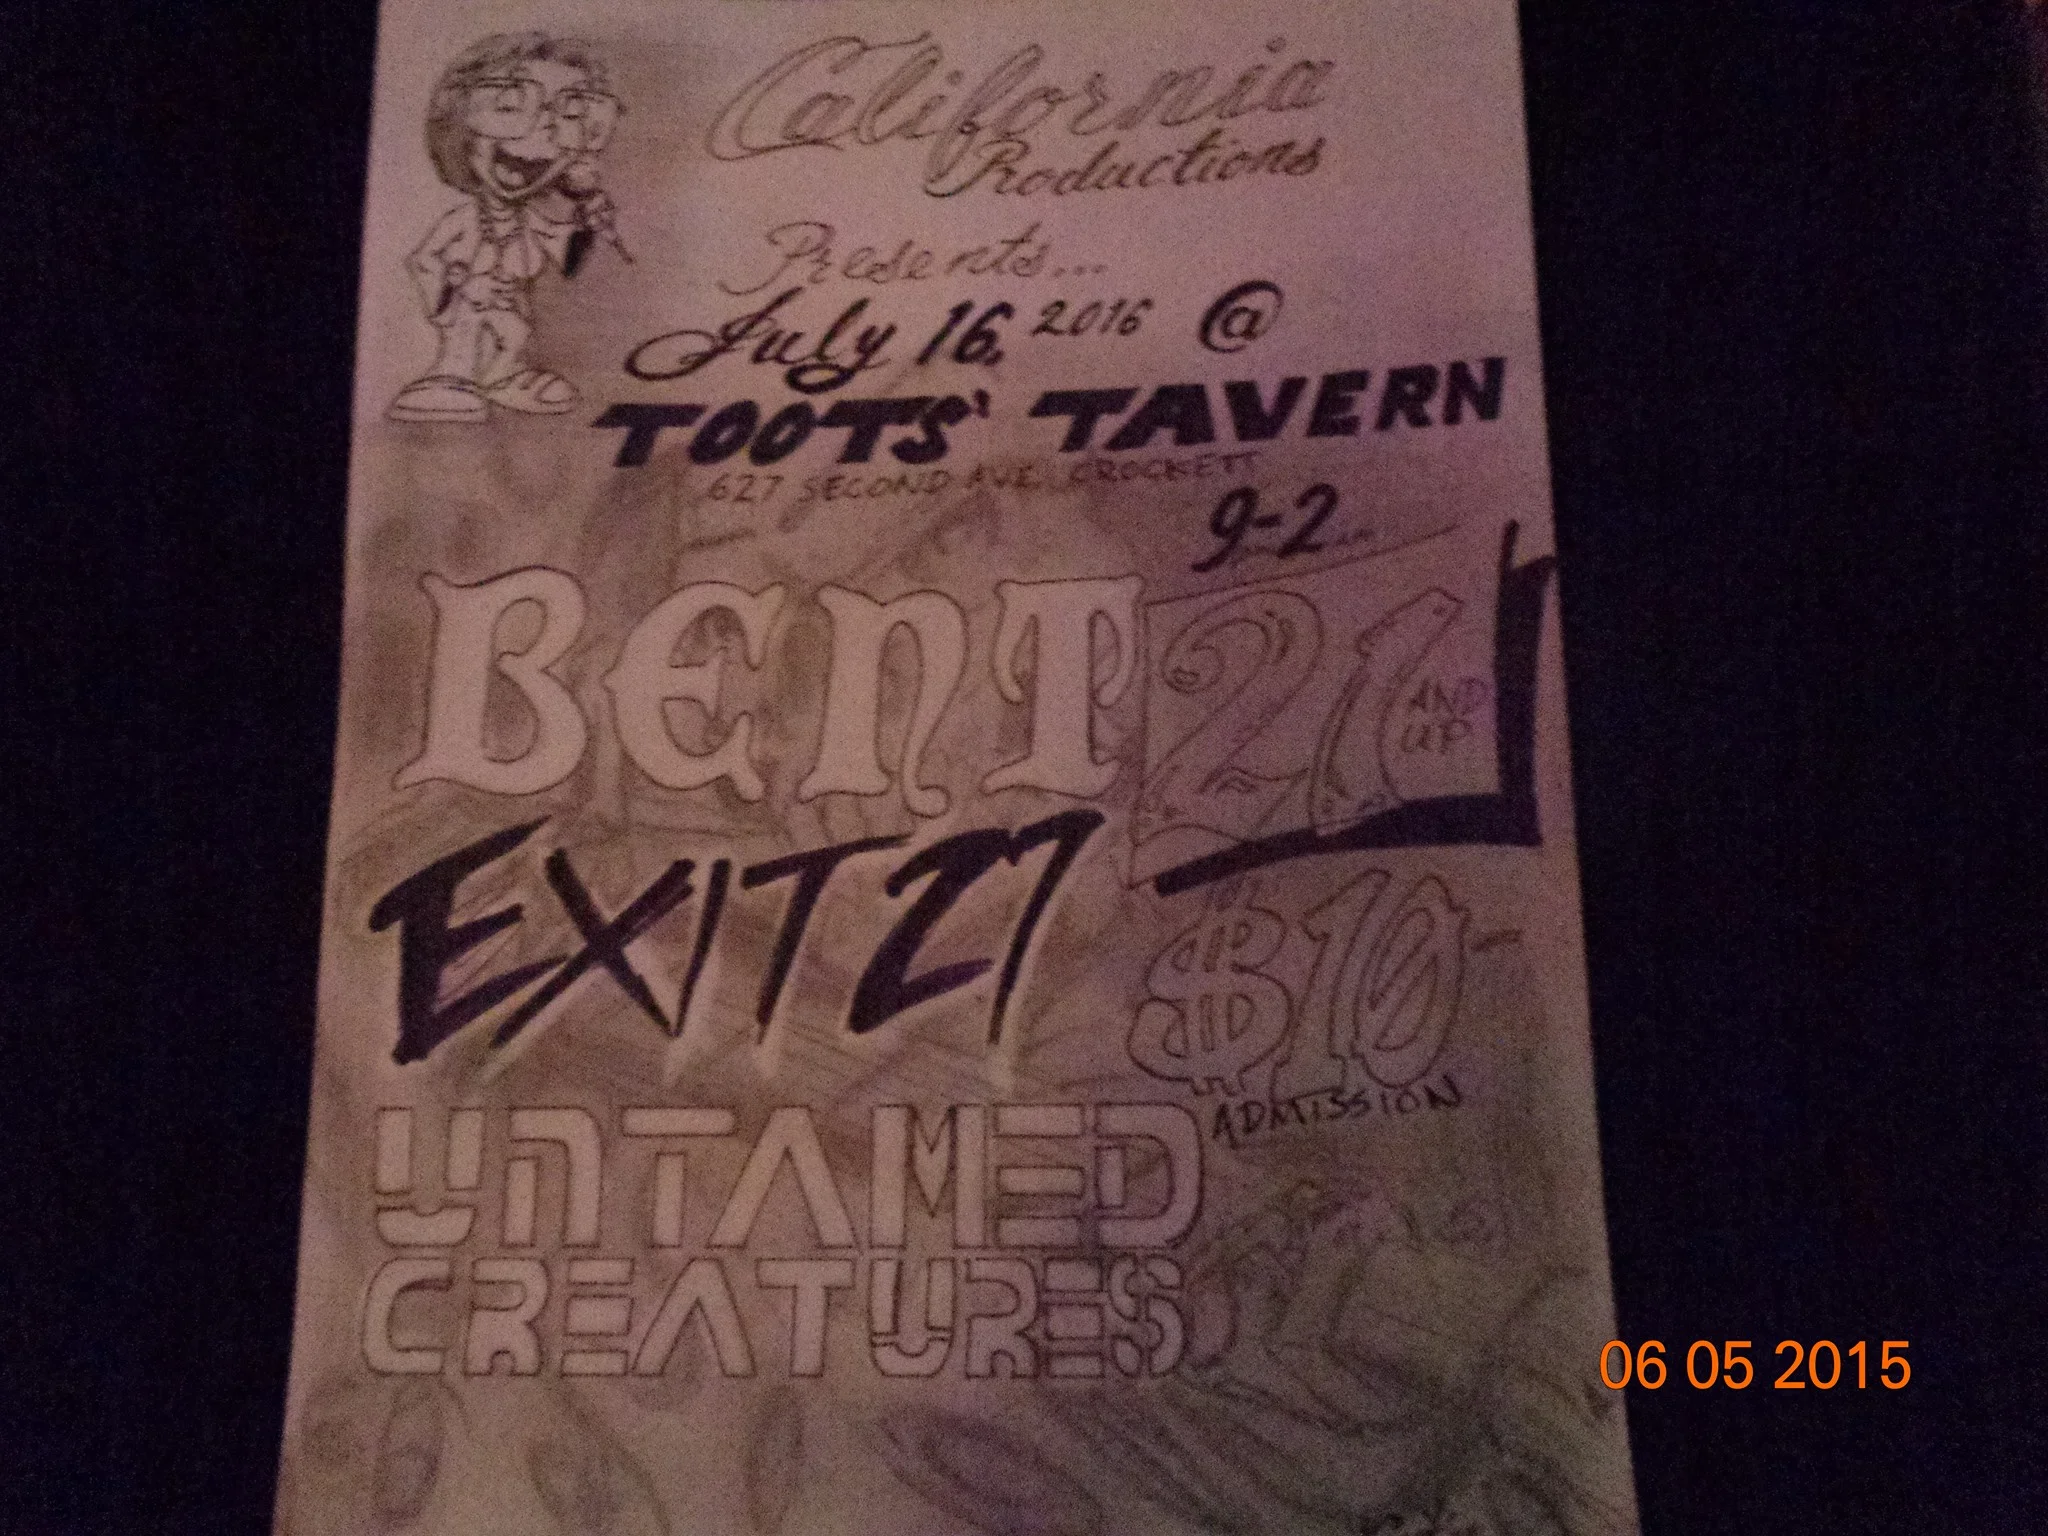 California
Productions
Presents...
July 16, 2016 @
TOOTS' TAVERN
627 SECOND AVE. CROCKETT
9-2
BENT
21 AND UP
EXIT 27
$10
ADMISSION
UNTAMED
CREATURES
06 05 2015